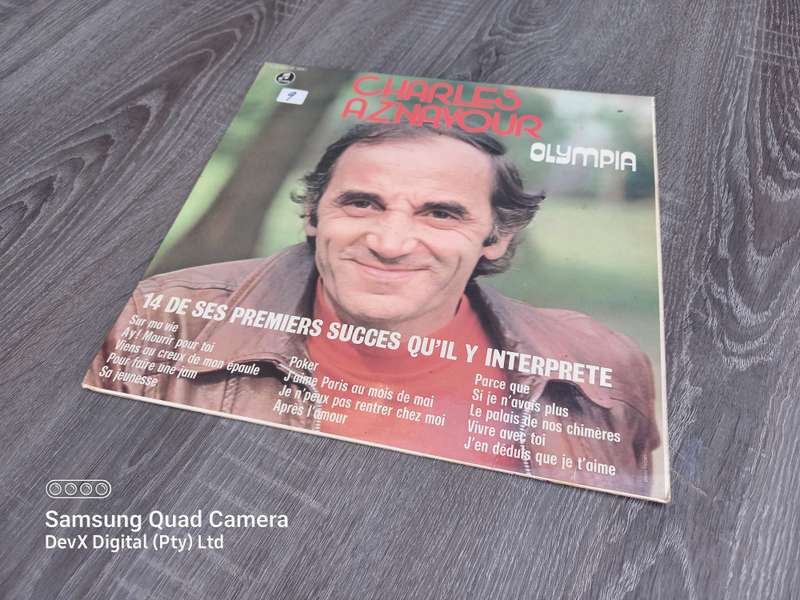 9
CHARLES
AZNAVOUR
OLYMPIA
14 DE SES PREMIERS SUCCES QU'IL Y INTERPRETE
Sur ma vie
Ay! Mourir pour toi
Viens au creux de mon épaule
Pour faire une jam
Sa jeunesse
Poker
J'aime Paris au mois de mai
Je n'peux pas rentrer chez moi
Après l'amour
Parce que
Si je n'avais plus
Le palais de nos chimères
Vivre avec toi
J'en déduis que je t'aime
Samsung Quad Camera
DevX Digital (Pty) Ltd